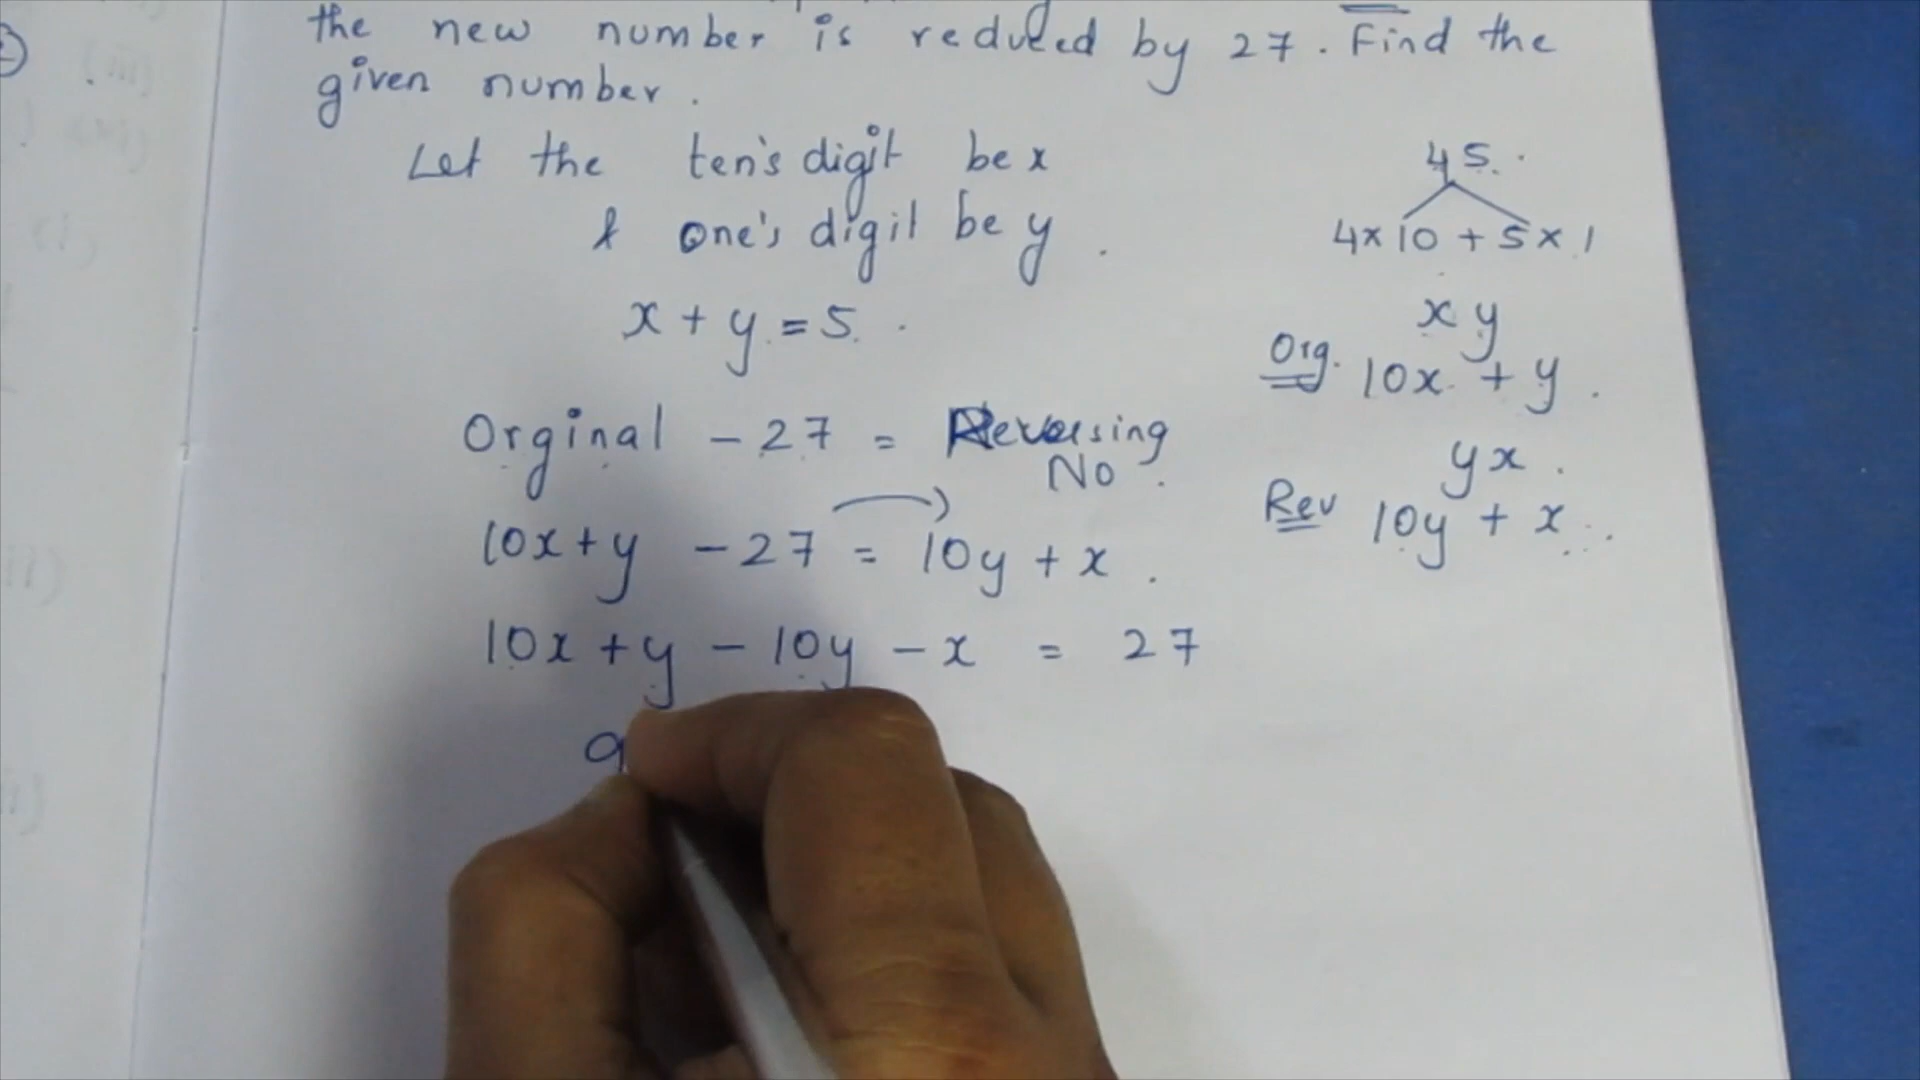 the new number is reduced by 27. Find the
given number.
Let the ten's digit be x
& one's digit be y.
x + y = 5.
Orginal - 27 = Reversing
No.
10x + y - 27 = 10y + x.
10x + y - 10y - x = 27
9
45.
4x10 + 5x1
xy
Org. 10x + y.
yx.
Rev 10y + x.